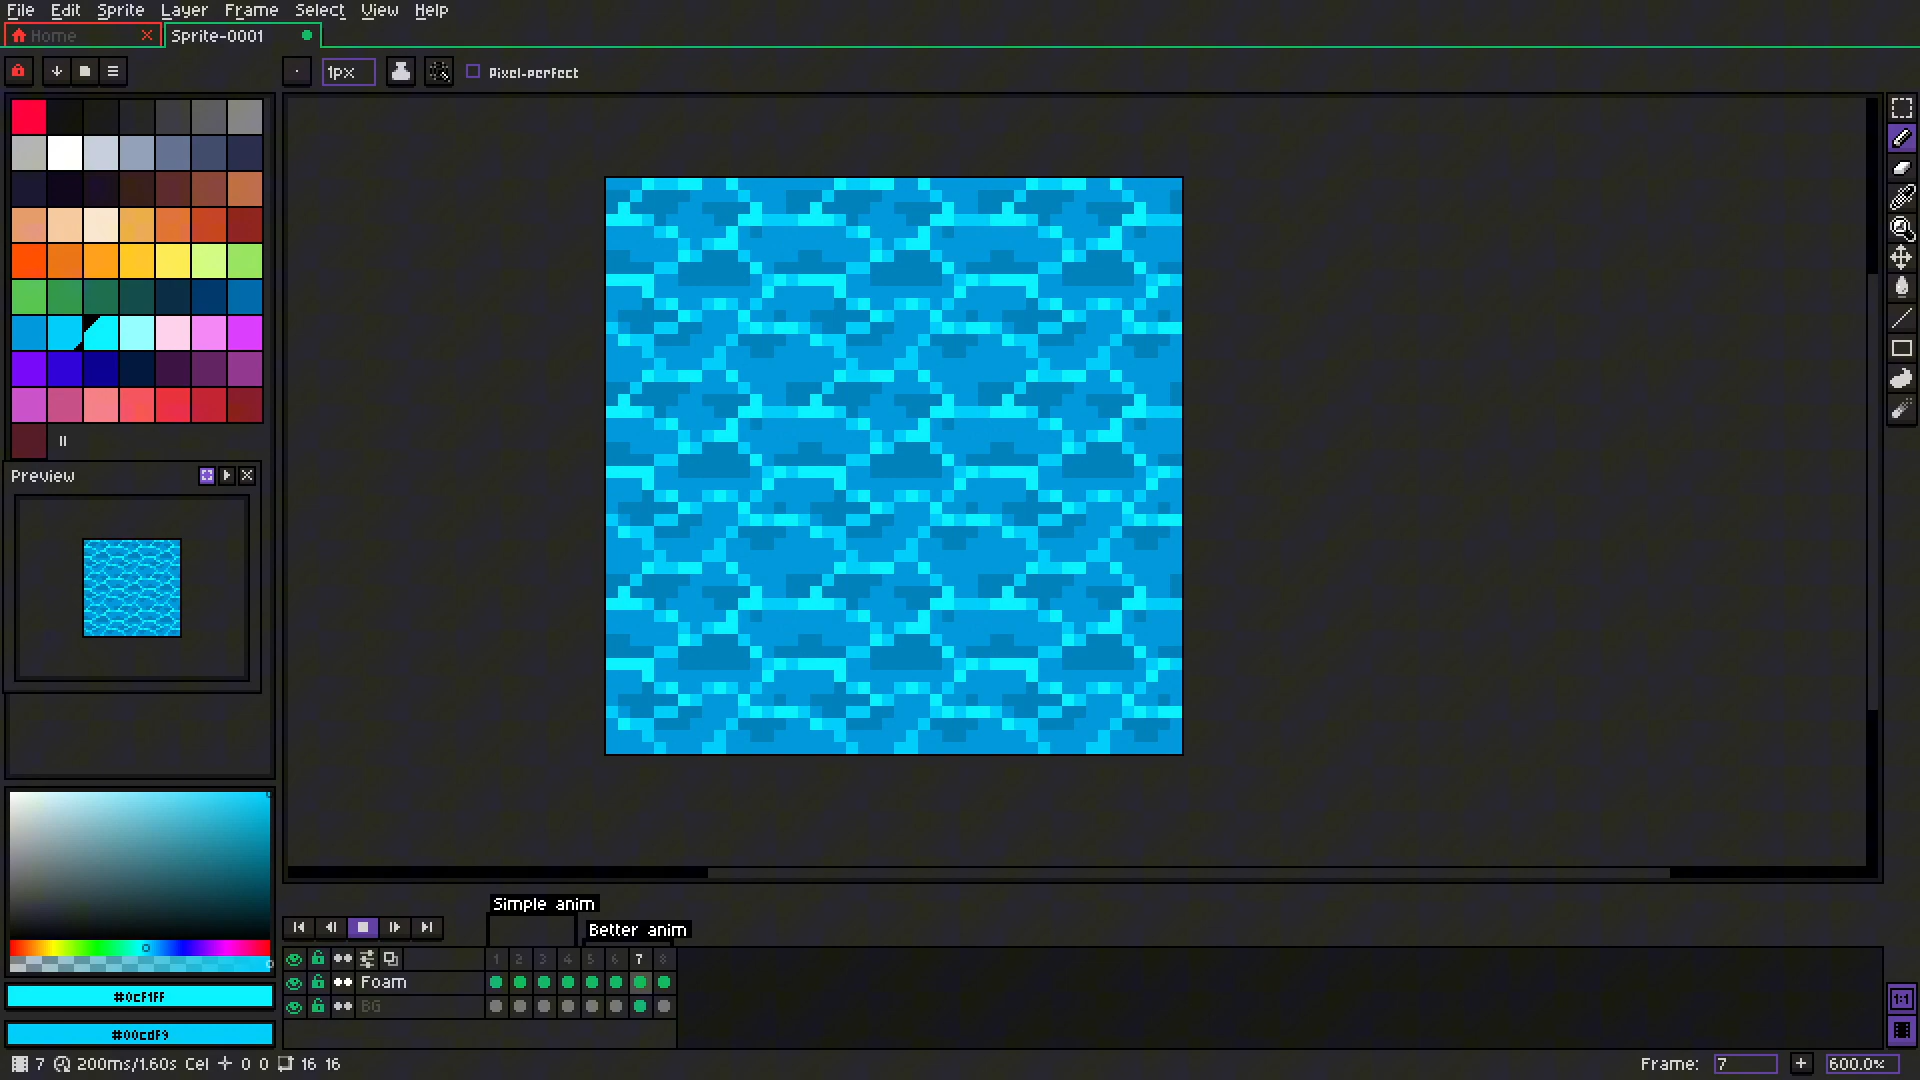 File Edit Sprite Layer Frame Select View Help
Home Sprite-0001
1px Pixel-perfect
Preview
Simple anim
Better anim
1 2 3 4 5 6 7 8
Foam
BG
#0cf1ff
#00cdf9
7 200ms/1.60s Cel 0 0 16 16 Frame: 7 + 600.0%
1:1